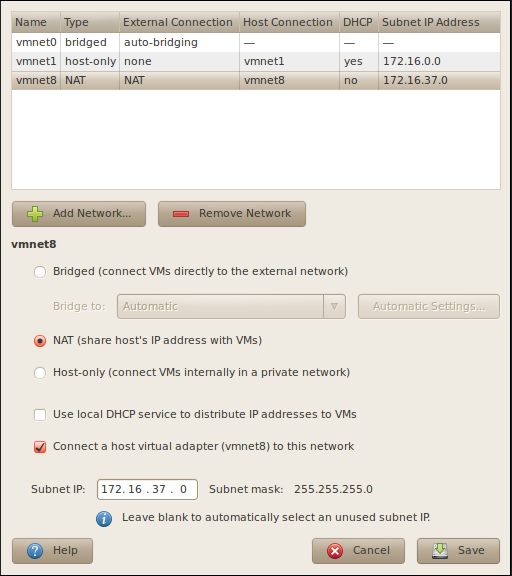 Name Type External Connection Host Connection DHCP Subnet IP Address
vmnet0 bridged auto-bridging — — —
vmnet1 host-only none vmnet1 yes 172.16.0.0
vmnet8 NAT NAT vmnet8 no 172.16.37.0
Add Network... Remove Network
vmnet8
Bridged (connect VMs directly to the external network)
Bridge to: Automatic Automatic Settings...
NAT (share host's IP address with VMs)
Host-only (connect VMs internally in a private network)
Use local DHCP service to distribute IP addresses to VMs
Connect a host virtual adapter (vmnet8) to this network
Subnet IP: 172. 16 . 37 . 0 Subnet mask: 255.255.255.0
Leave blank to automatically select an unused subnet IP.
Help Cancel Save